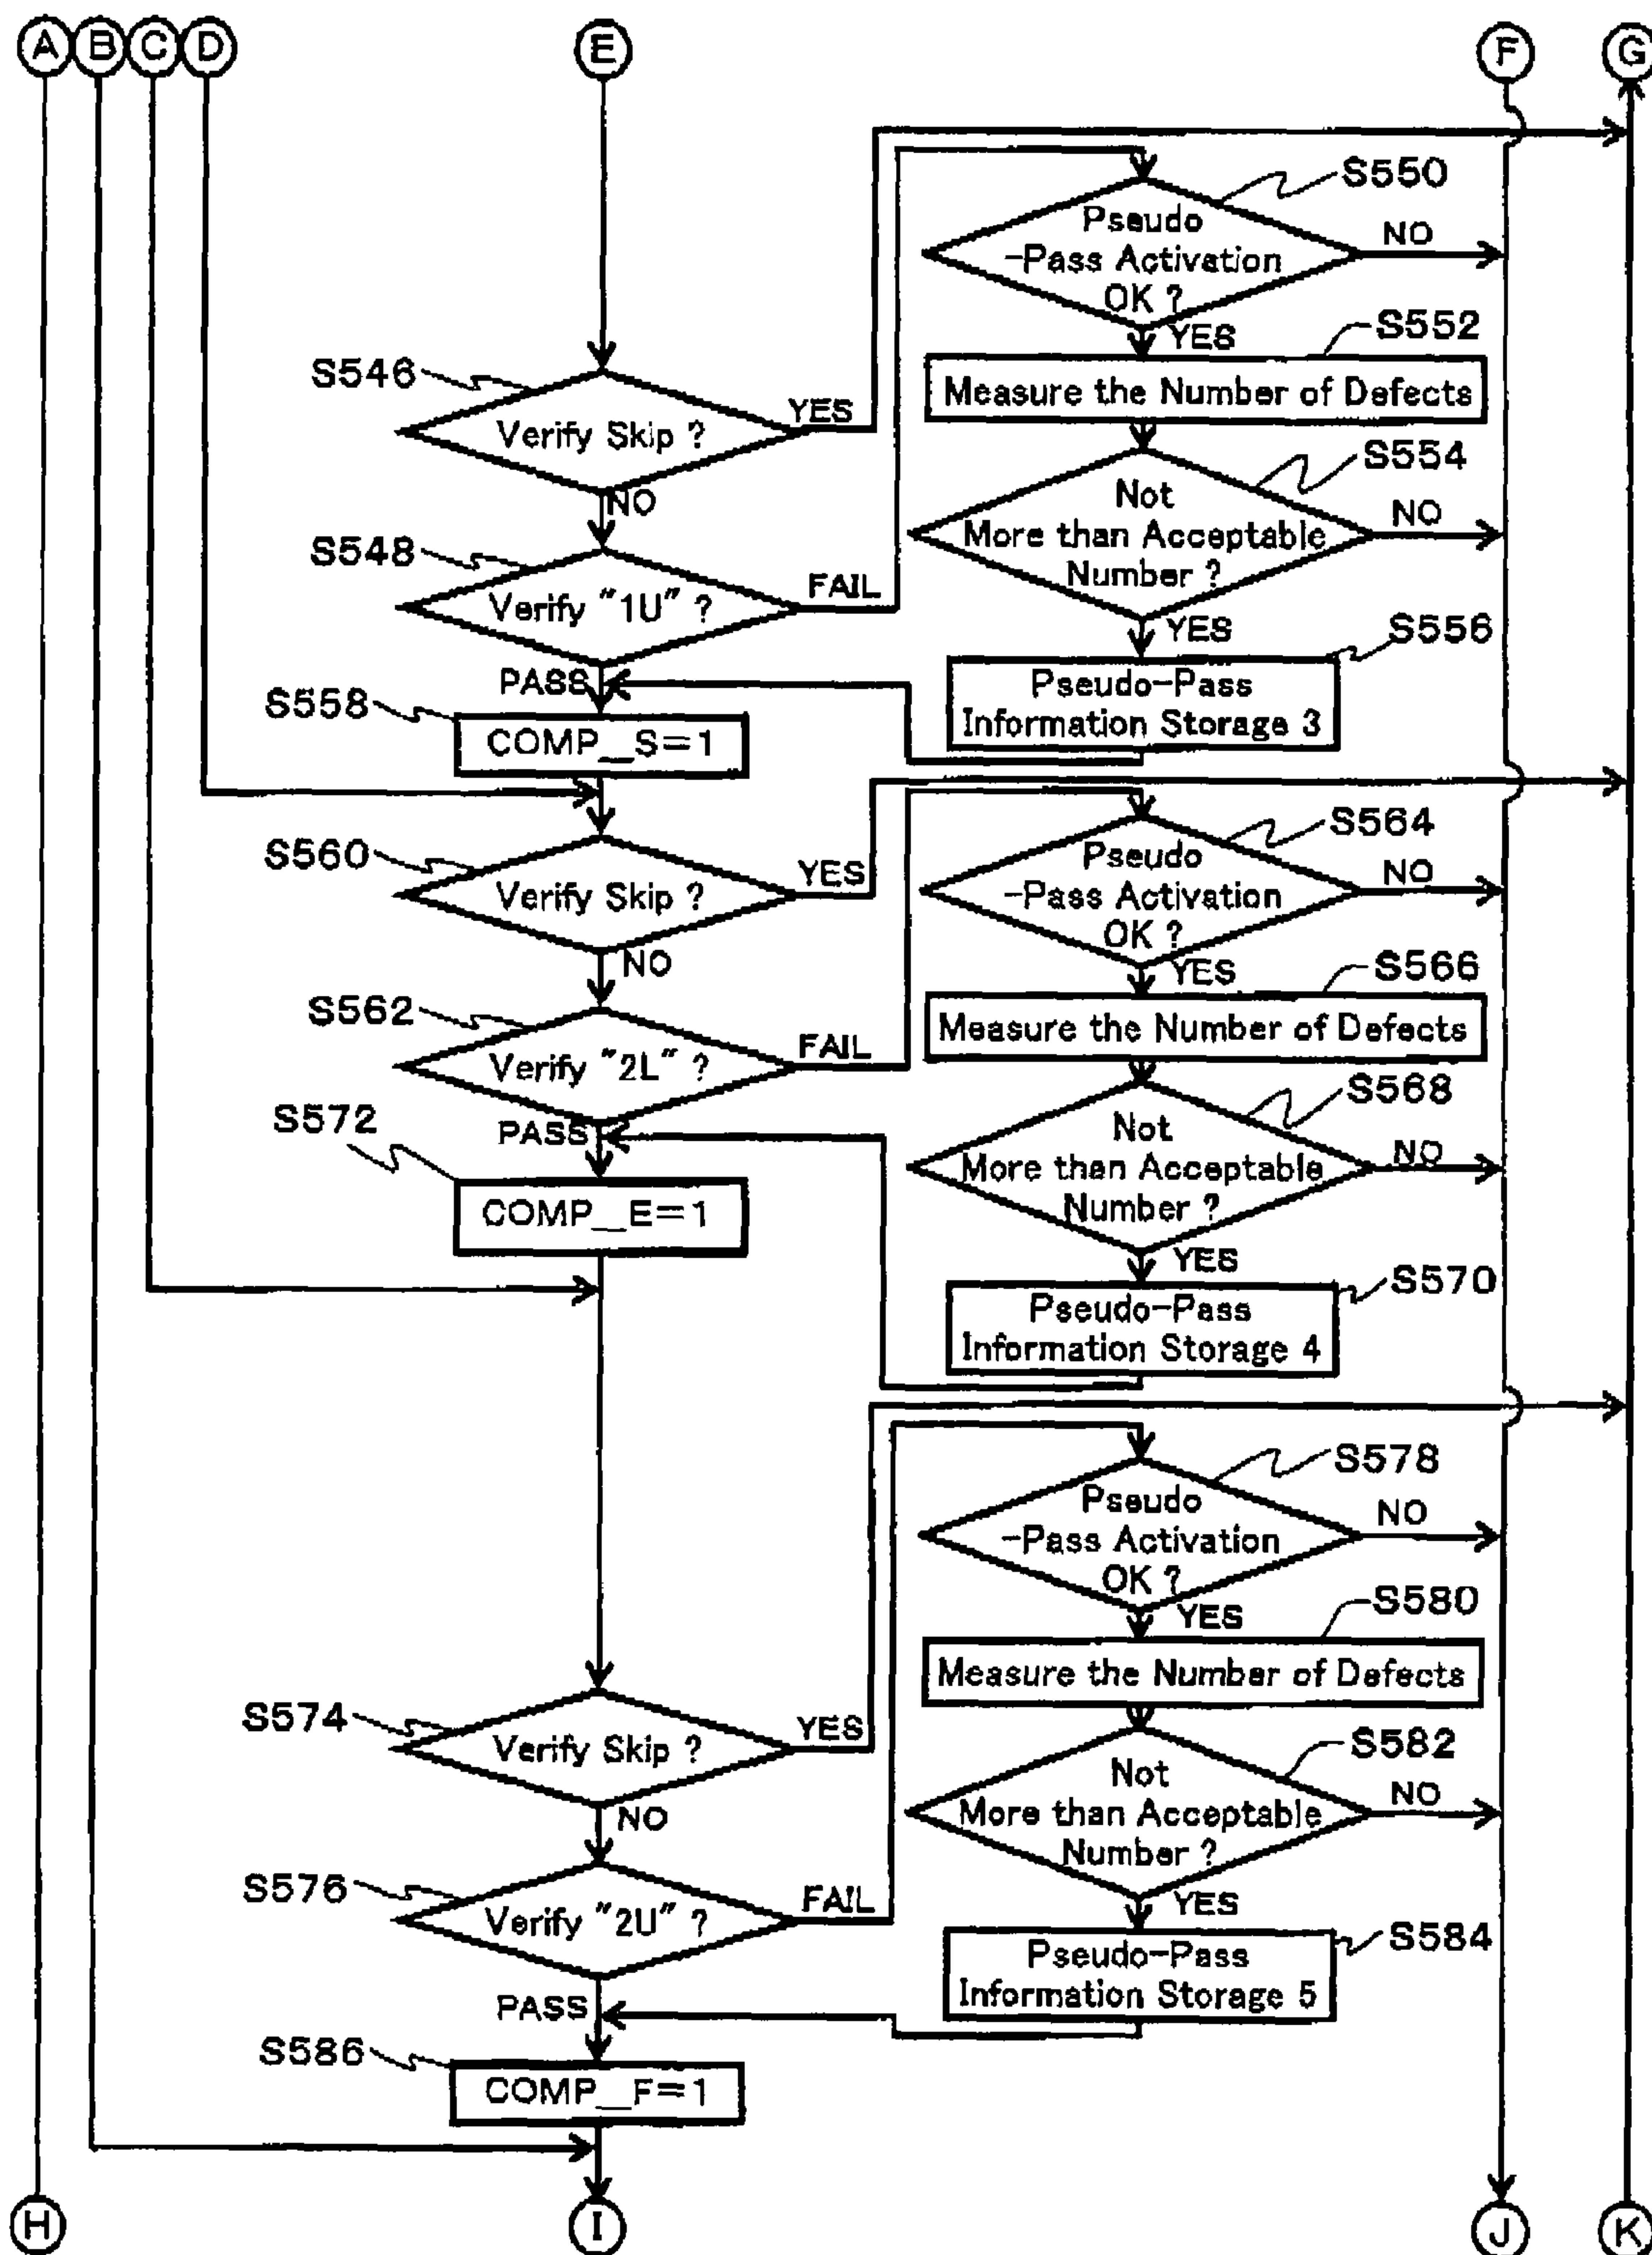 A B C D E F G
S550
Pseudo
-Pass Activation
OK ?
NO
YES
S552
Measure the Number of Defects
S546
Verify Skip ?
YES
NO
S554
Not
More than Acceptable
Number ?
NO
YES
S548
Verify "1U" ?
FAIL
PASS
S556
Pseudo-Pass
Information Storage 3
S558
COMP__S=1
S560
Verify Skip ?
YES
NO
S564
Pseudo
-Pass Activation
OK ?
NO
YES
S566
Measure the Number of Defects
S562
Verify "2L" ?
FAIL
PASS
S568
Not
More than Acceptable
Number ?
NO
YES
S572
COMP__E=1
S570
Pseudo-Pass
Information Storage 4
S578
Pseudo
-Pass Activation
OK ?
NO
YES
S580
Measure the Number of Defects
S574
Verify Skip ?
YES
NO
S582
Not
More than Acceptable
Number ?
NO
YES
S576
Verify "2U" ?
FAIL
PASS
S584
Pseudo-Pass
Information Storage 5
S586
COMP__F=1
H I J K